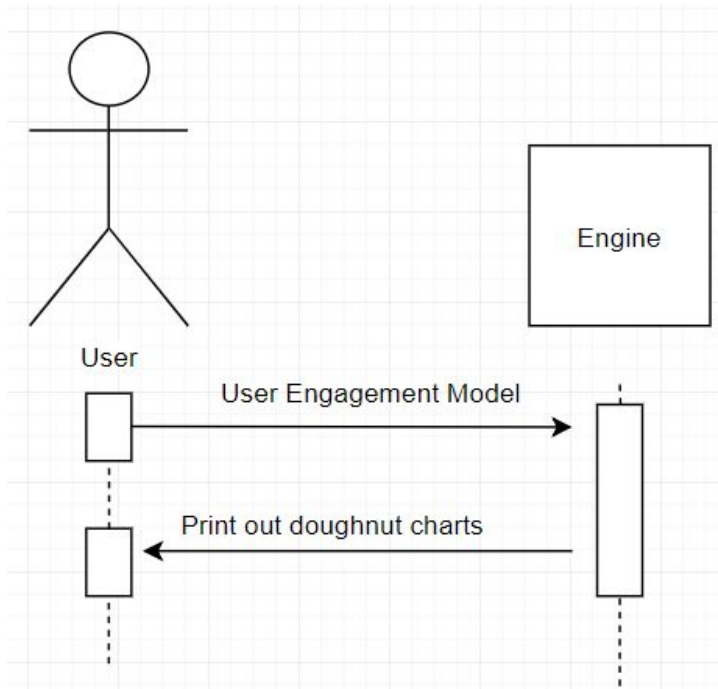 Engine
User
User Engagement Model
Print out doughnut charts